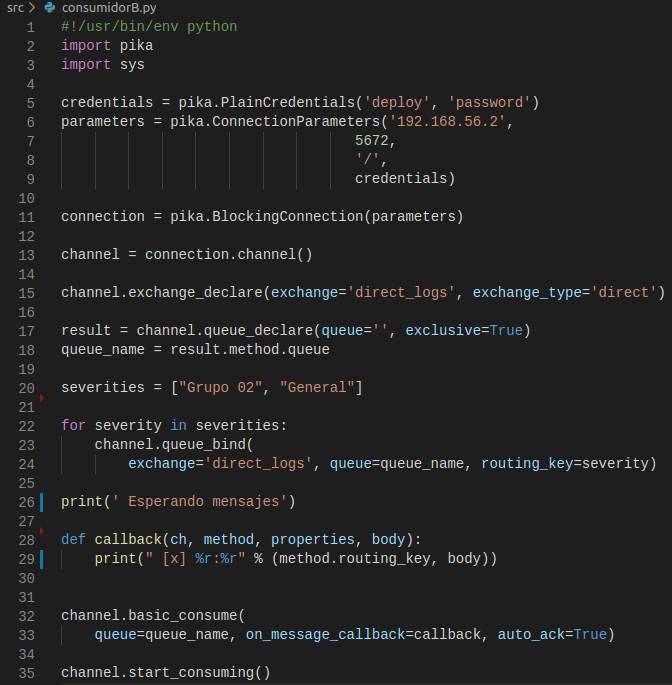 src > consumidorB.py
1 #!/usr/bin/env python
2 import pika
3 import sys
4
5 credentials = pika.PlainCredentials('deploy', 'password')
6 parameters = pika.ConnectionParameters('192.168.56.2',
7                                    5672,
8                                    '/',
9                                    credentials)
10
11 connection = pika.BlockingConnection(parameters)
12
13 channel = connection.channel()
14
15 channel.exchange_declare(exchange='direct_logs', exchange_type='direct')
16
17 result = channel.queue_declare(queue='', exclusive=True)
18 queue_name = result.method.queue
19
20 severities = ["Grupo 02", "General"]
21
22 for severity in severities:
23     channel.queue_bind(
24         exchange='direct_logs', queue=queue_name, routing_key=severity)
25
26 print(' Esperando mensajes')
27
28 def callback(ch, method, properties, body):
29     print(" [x] %r:%r" % (method.routing_key, body))
30
31
32 channel.basic_consume(
33     queue=queue_name, on_message_callback=callback, auto_ack=True)
34
35 channel.start_consuming()